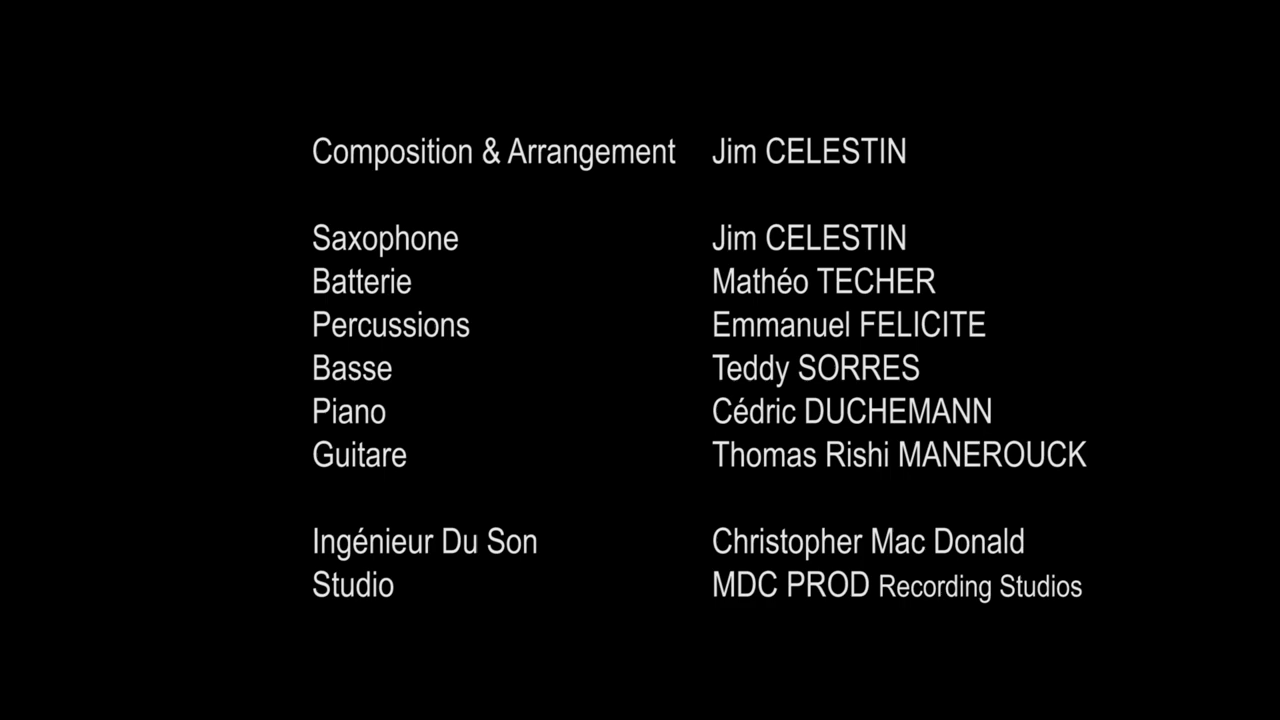 Composition & Arrangement Jim CELESTIN
Saxophone Jim CELESTIN
Batterie Mathéo TECHER
Percussions Emmanuel FELICITE
Basse Teddy SORRES
Piano Cédric DUCHEMANN
Guitare Thomas Rishi MANEROUCK
Ingénieur Du Son Christopher Mac Donald
Studio MDC PROD Recording Studios